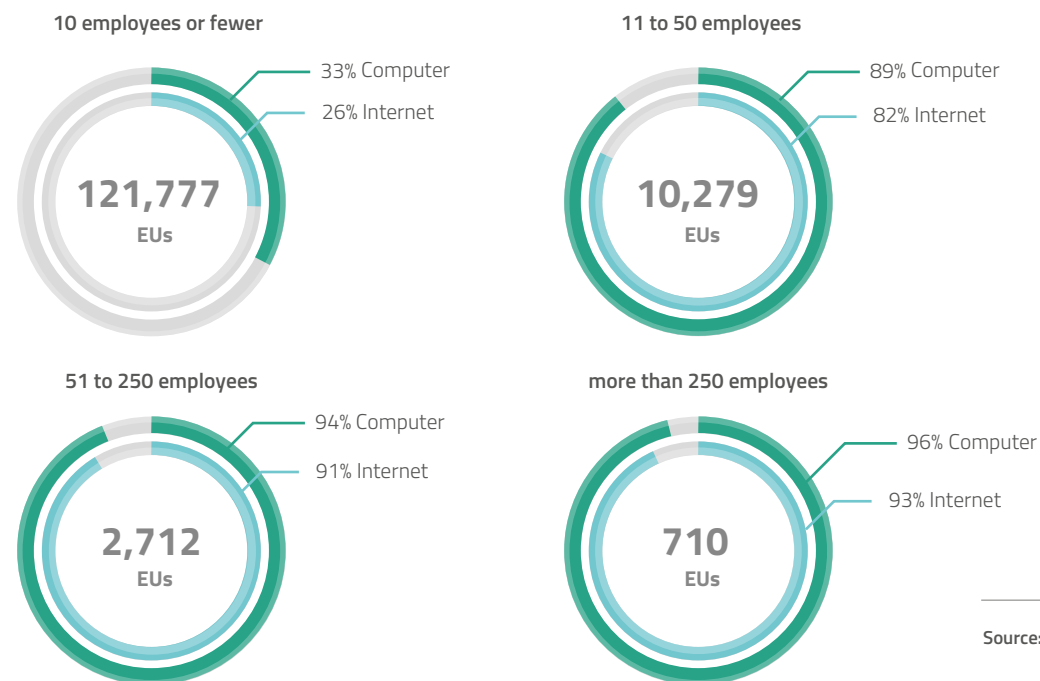 10 employees or fewer
33% Computer
26% Internet
121,777
EUs
11 to 50 employees
89% Computer
82% Internet
10,279
EUs
51 to 250 employees
94% Computer
91% Internet
2,712
EUs
more than 250 employees
96% Computer
93% Internet
710
EUs
Source: